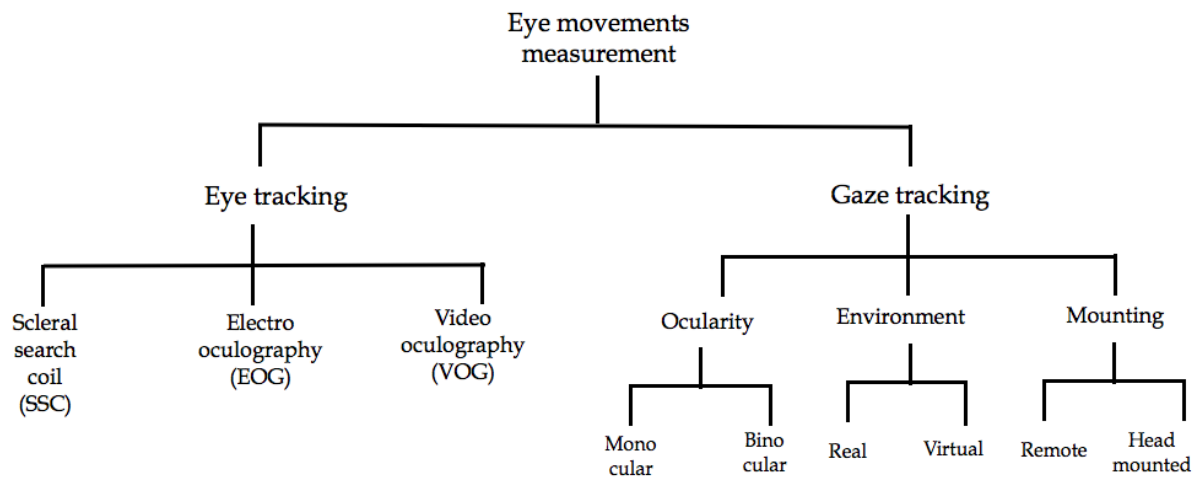 Eye movements
measurement
Eye tracking
Gaze tracking
Scleral
search
coil
(SSC)
Electro
oculography
(EOG)
Video
oculography
(VOG)
Ocularity
Environment
Mounting
Mono
cular
Bino
cular
Real
Virtual
Remote
Head
mounted